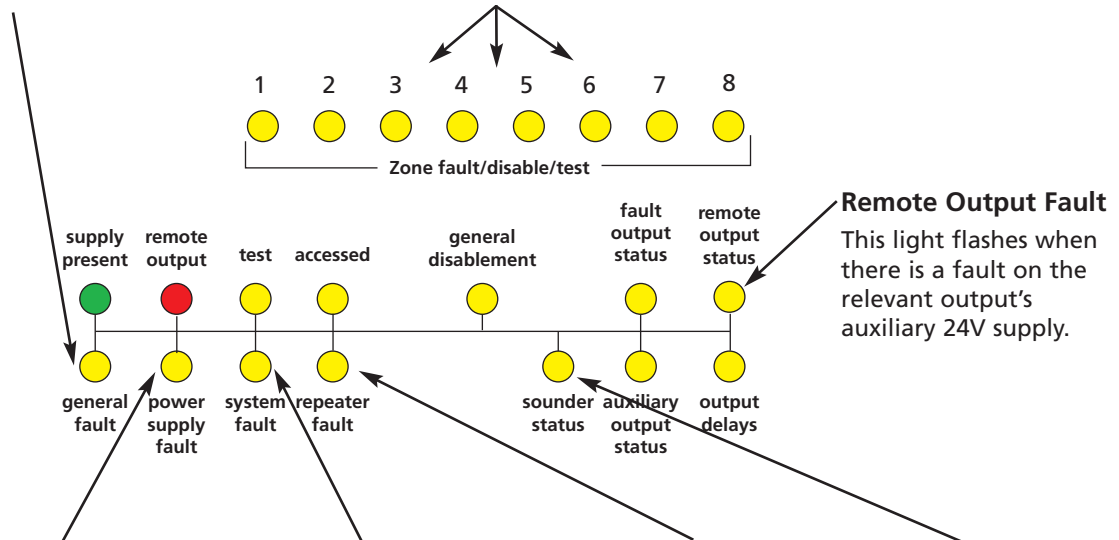 1 2 3 4 5 6 7 8
Zone fault/disable/test
supply
present
remote
output
test
accessed
general
disablement
fault
output
status
remote
output
status
Remote Output Fault
This light flashes when
there is a fault on the
relevant output's
auxiliary 24V supply.
general
fault
power
supply
fault
system
fault
repeater
fault
sounder
status
auxiliary
output
status
output
delays